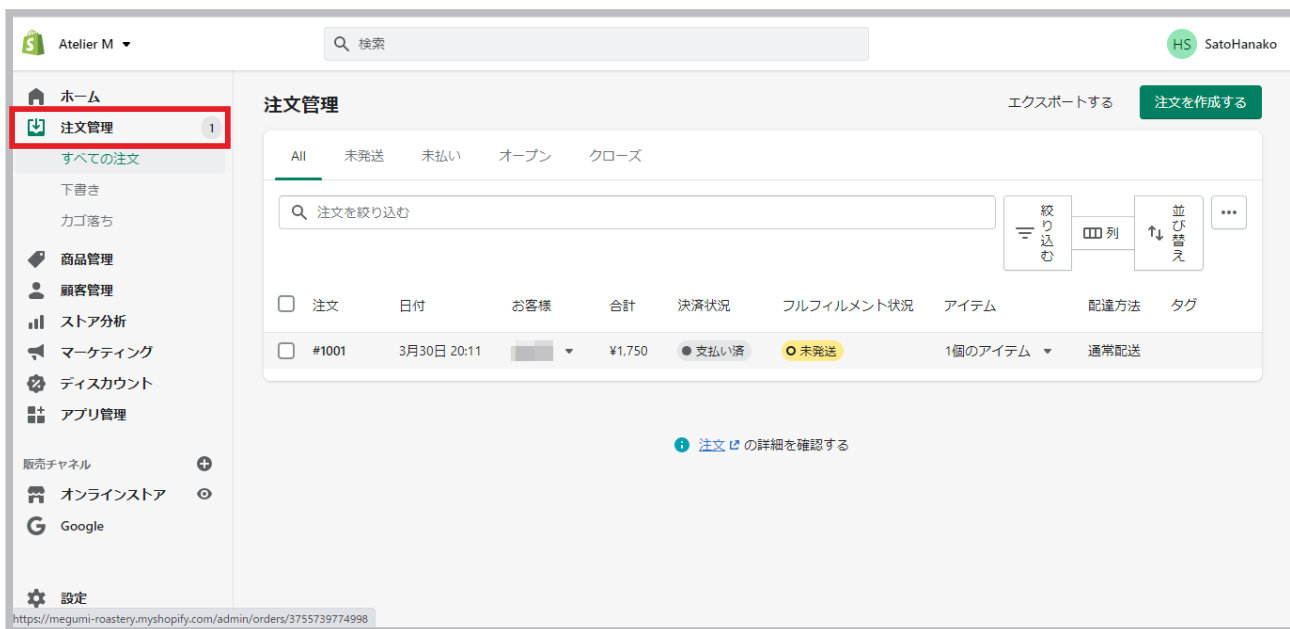 Atelier M
検索
HS SatoHanako
ホーム
注文管理 1
すべての注文
下書き
カゴ落ち
商品管理
顧客管理
ストア分析
マーケティング
ディスカウント
アプリ管理
販売チャネル
オンラインストア
Google
設定
注文管理
エクスポートする
注文を作成する
All 未発送 未払い オープン クローズ
注文を絞り込む
絞り込む
列
並び替え
注文 日付 お客様 合計 決済状況 フルフィルメント状況 アイテム 配達方法 タグ
#1001 3月30日 20:11 ¥1,750 支払い済 未発送 1個のアイテム 通常配送
注文 の詳細を確認する
https://megumi-roastery.myshopify.com/admin/orders/3755739774998